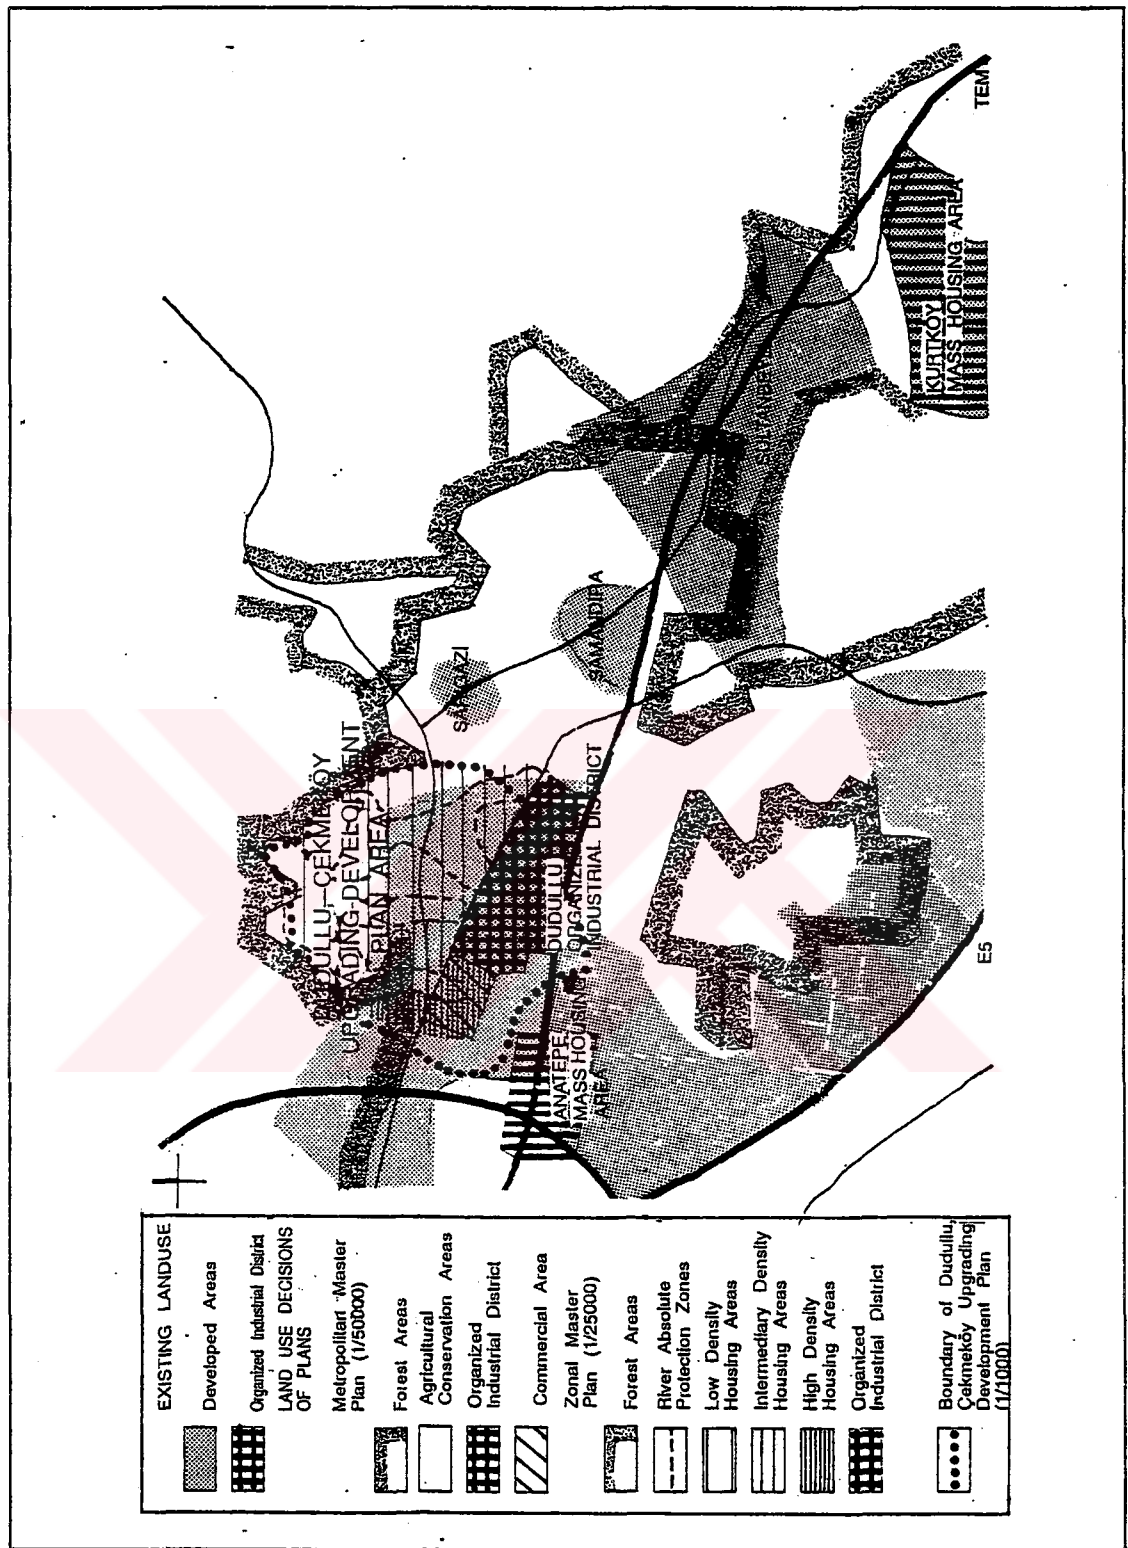 EXISTING LANDUSE
Developed Areas
Organized Industrial District
LAND USE DECISIONS
OF PLANS
Metropolitan Master
Plan (1/50000)
Forest Areas
Agricultural
Conservation Areas
Organized
Industrial District
Commercial Area
Zonal Master
Plan (1/25000)
Forest Areas
River Absolute
Protection Zones
Low Density
Housing Areas
Intermediary Density
Housing Areas
High Density
Housing Areas
Organized
Industrial District
Boundary of Dudullu,
Çekmeköy Upgrading
Development Plan
(1/1000)
DUDULLU-ÇEKMEKÖY
UPGRADING-DEVELOPMENT
PLAN AREA
SARIGAZI
SAMANDIRA
SULTANBEYLİ
DUDULLU
ORGANIZED
INDUSTRIAL DISTRICT
ANATEPE
MASS HOUSING
AREA
KURTKÖY
MASS HOUSING AREA
TEM
E5